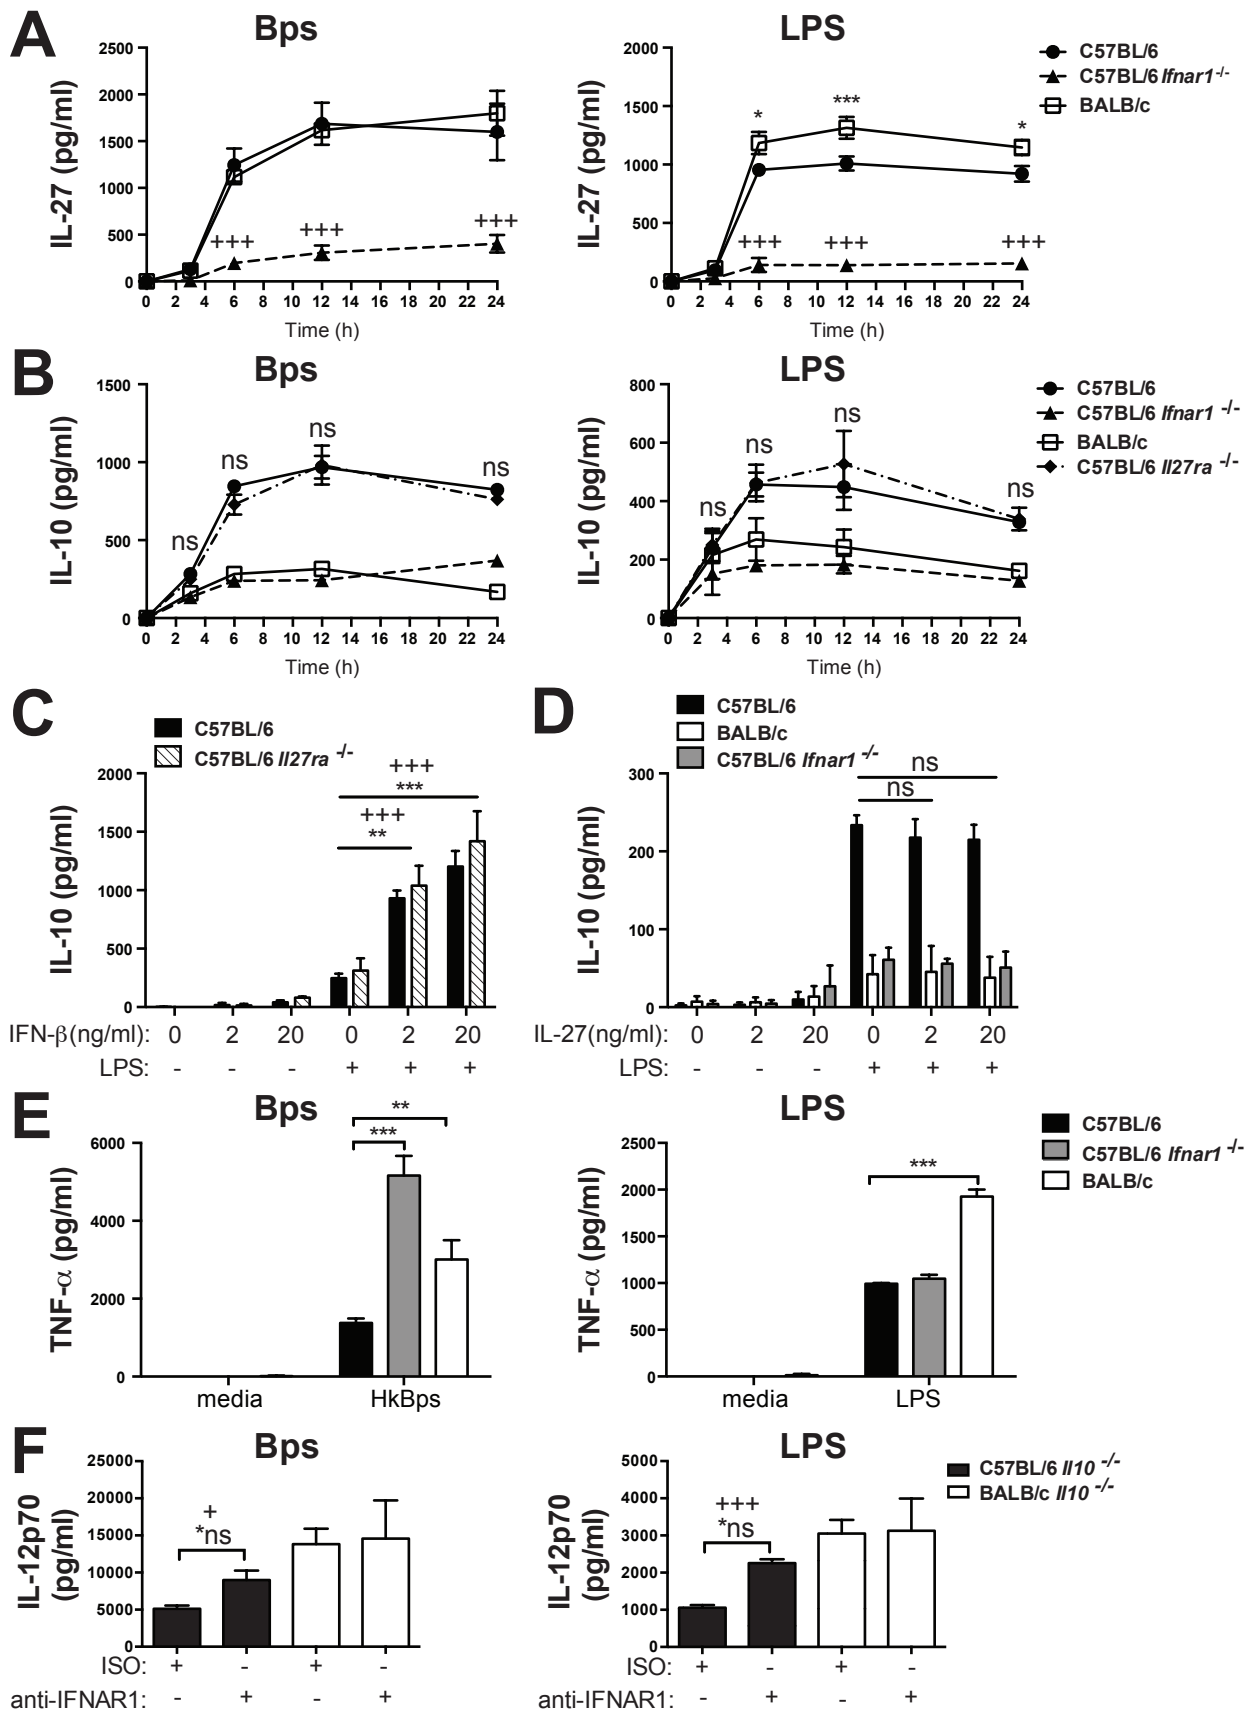 A
Bps
LPS
C57BL/6
C57BL/6 Ifnar1-/-
BALB/c
IL-27 (pg/ml)
2500
2000
1500
1000
500
0
+++
+++
+++
0 2 4 6 8 10 12 14 16 18 20 22 24
Time (h)
IL-27 (pg/ml)
2000
1500
1000
500
0
*
***
*
+++
+++
+++
0 2 4 6 8 10 12 14 16 18 20 22 24
Time (h)
B
Bps
LPS
C57BL/6
C57BL/6 Ifnar1 -/-
BALB/c
C57BL/6 Il27ra -/-
IL-10 (pg/ml)
1500
1000
500
0
ns
ns
ns
ns
0 2 4 6 8 10 12 14 16 18 20 22 24
Time (h)
IL-10 (pg/ml)
800
600
400
200
0
ns
ns
ns
ns
0 2 4 6 8 10 12 14 16 18 20 22 24
Time (h)
C
C57BL/6
C57BL/6 Il27ra -/-
IL-10 (pg/ml)
2000
1500
1000
500
0
+++
***
+++
**
IFN-β(ng/ml): 0 2 20 0 2 20
LPS: - - - + + +
D
C57BL/6
BALB/c
C57BL/6 Ifnar1 -/-
IL-10 (pg/ml)
300
200
100
0
ns
ns
IL-27(ng/ml): 0 2 20 0 2 20
LPS: - - - + + +
E
Bps
LPS
C57BL/6
C57BL/6 Ifnar1 -/-
BALB/c
TNF-α (pg/ml)
6000
4000
2000
0
**
***
media HkBps
TNF-α (pg/ml)
2500
2000
1500
1000
500
0
***
media LPS
F
Bps
LPS
C57BL/6 Il10 -/-
BALB/c Il10 -/-
IL-12p70
(pg/ml)
25000
20000
15000
10000
5000
0
+
*ns
ISO: + - + -
anti-IFNAR1: - + - +
IL-12p70
(pg/ml)
5000
4000
3000
2000
1000
0
+++
*ns
ISO: + - + -
anti-IFNAR1: - + - +